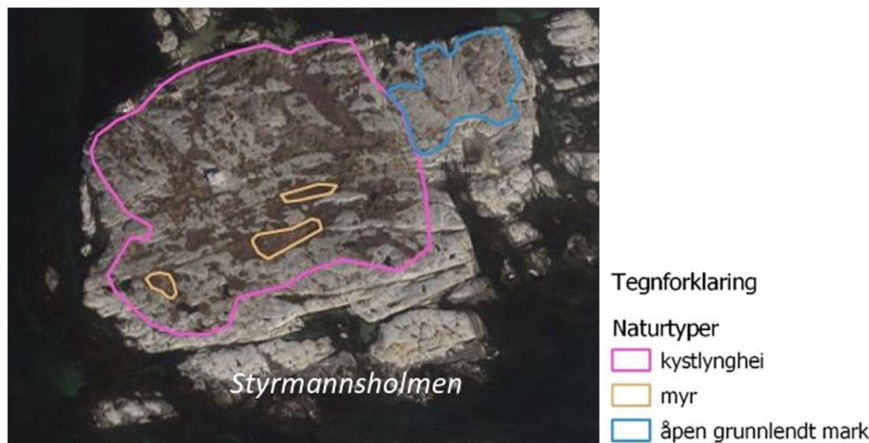 Styrmannsholmen
Tegnforklaring
Naturtyper
kystlynghei
myr
åpen grunnlendt mark